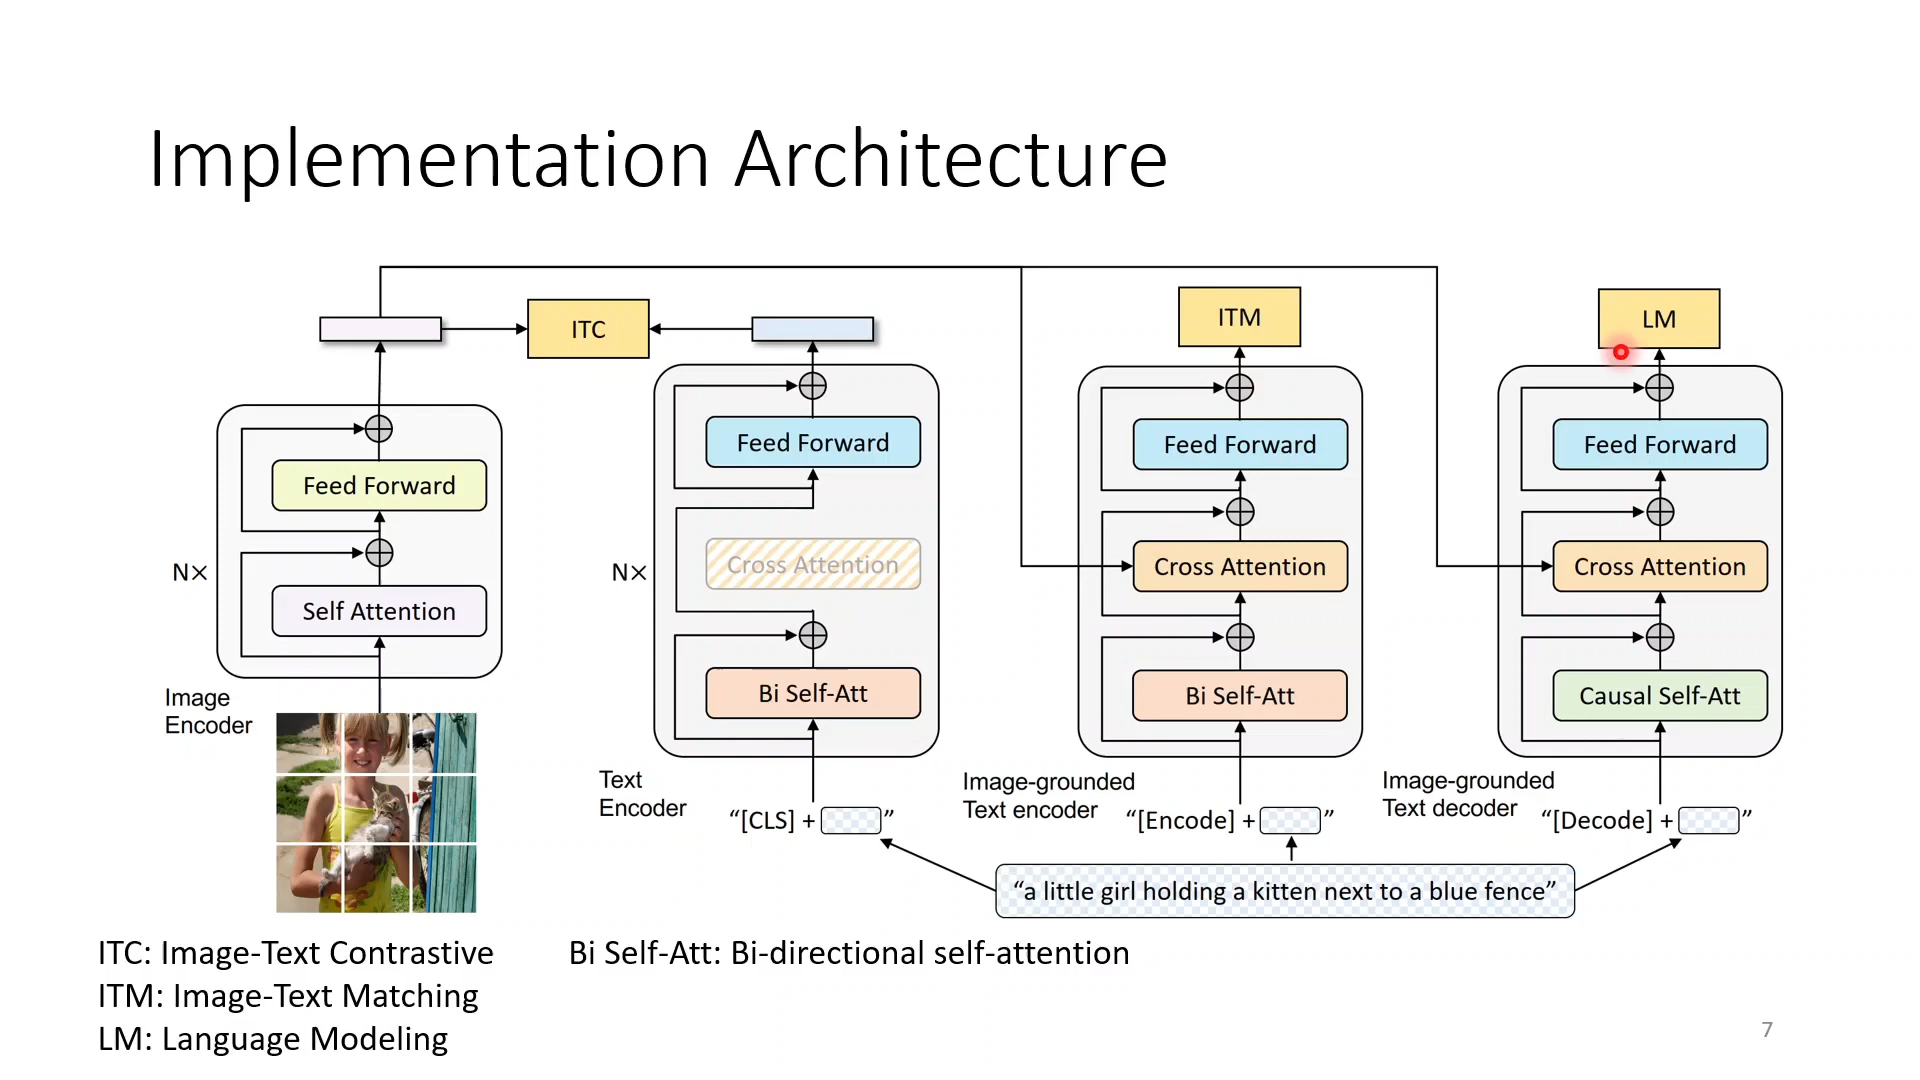 Implementation Architecture
ITC
ITM
LM
Feed Forward
Self Attention
N×
Image
Encoder
Feed Forward
Cross Attention
Bi Self-Att
N×
Text
Encoder
“[CLS] + ”
Feed Forward
Cross Attention
Bi Self-Att
Image-grounded
Text encoder
“[Encode] + ”
Feed Forward
Cross Attention
Causal Self-Att
Image-grounded
Text decoder
“[Decode] + ”
“a little girl holding a kitten next to a blue fence”
ITC: Image-Text Contrastive
ITM: Image-Text Matching
LM: Language Modeling
Bi Self-Att: Bi-directional self-attention
7